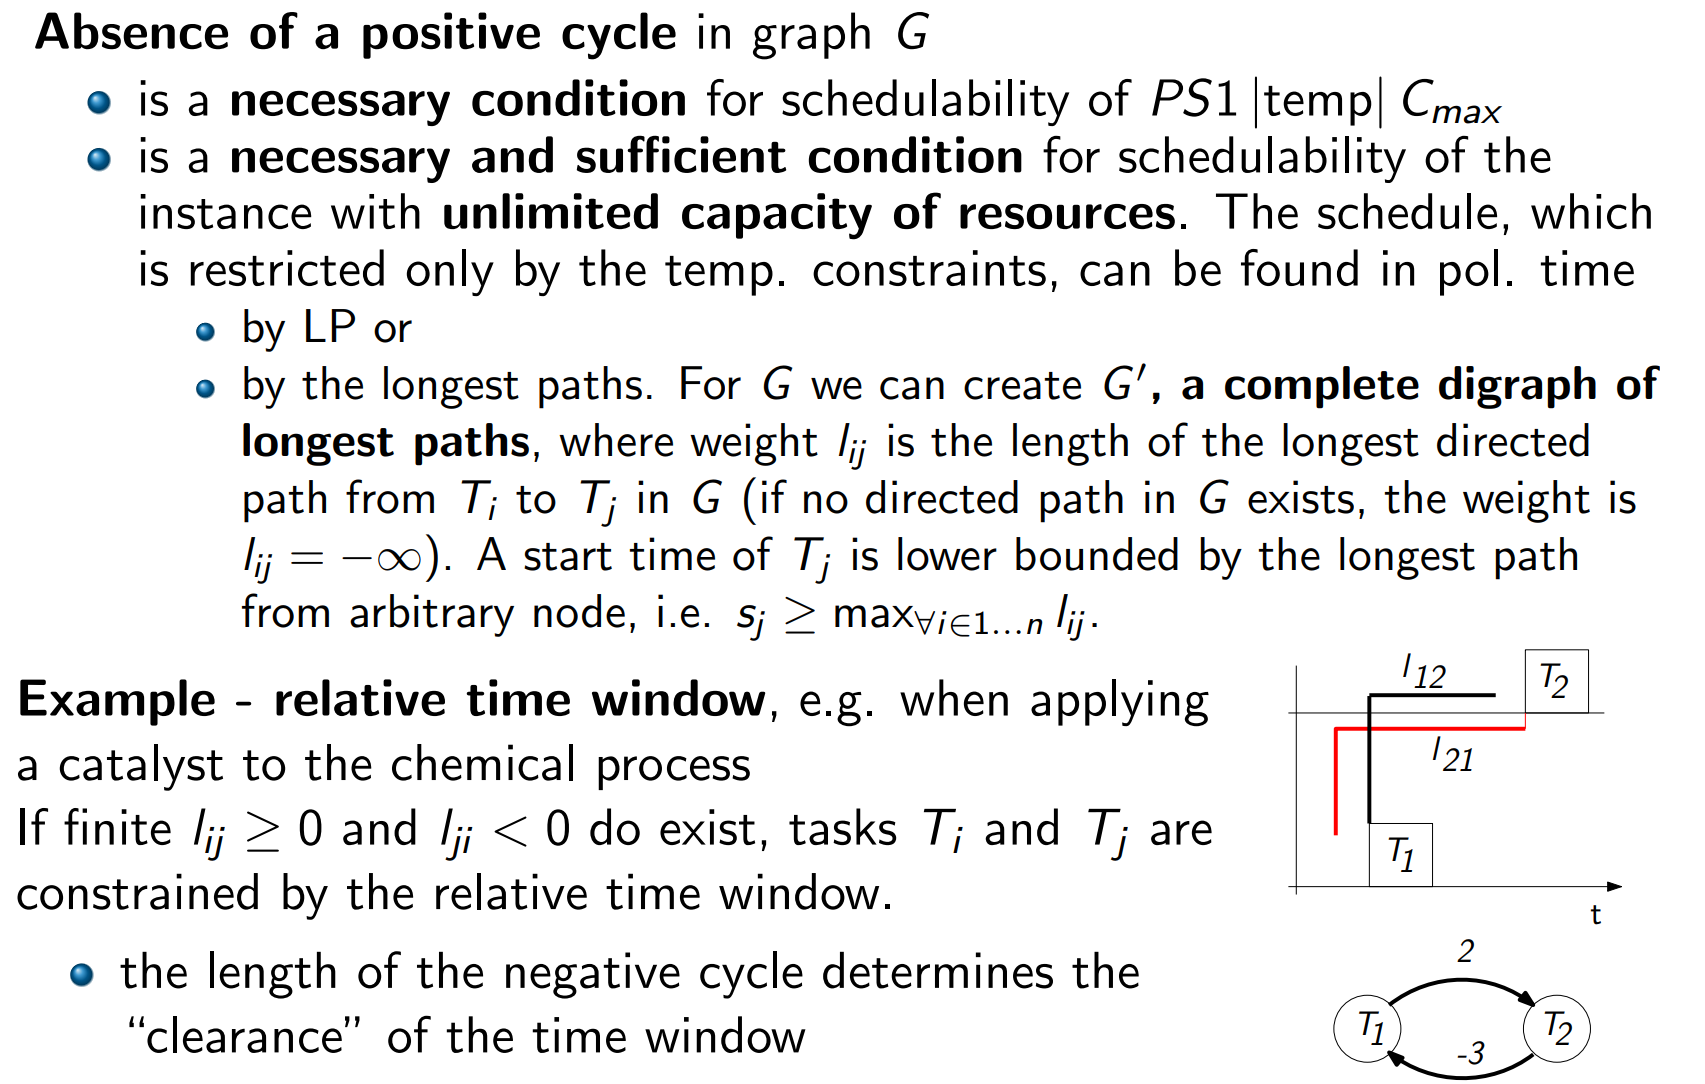 Absence of a positive cycle in graph G
is a necessary condition for schedulability of PS1 |temp| C_max
is a necessary and sufficient condition for schedulability of the
instance with unlimited capacity of resources. The schedule, which
is restricted only by the temp. constraints, can be found in pol. time
by LP or
by the longest paths. For G we can create G′, a complete digraph of
longest paths, where weight l_ij is the length of the longest directed
path from T_i to T_j in G (if no directed path in G exists, the weight is
l_ij = −∞). A start time of T_j is lower bounded by the longest path
from arbitrary node, i.e. s_j ≥ max_∀i∈1...n l_ij.
Example - relative time window, e.g. when applying
a catalyst to the chemical process
If finite l_ij ≥ 0 and l_ji < 0 do exist, tasks T_i and T_j are
constrained by the relative time window.
the length of the negative cycle determines the
“clearance” of the time window
l_12
T_2
l_21
T_1
t
2
T_1
T_2
-3